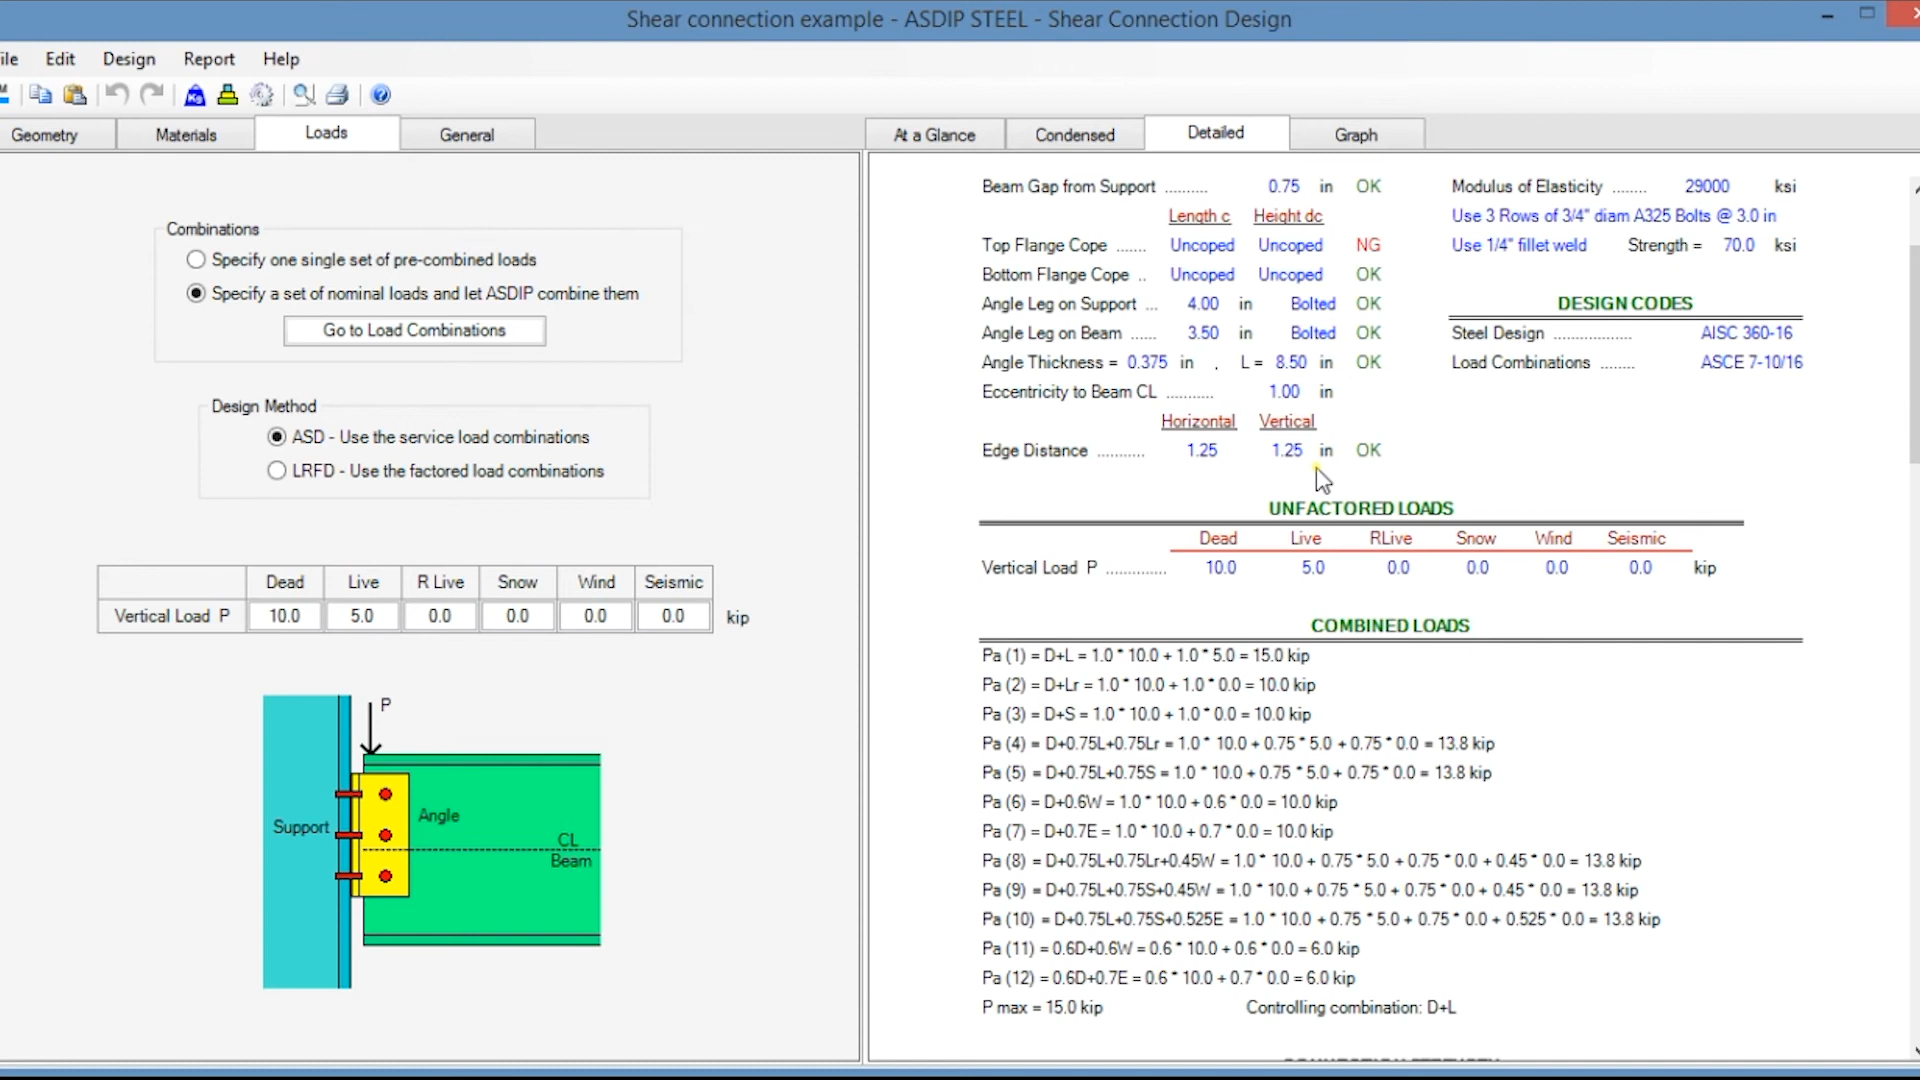 Shear connection example - ASDIP STEEL - Shear Connection Design
ile Edit Design Report Help
Geometry Materials Loads General
At a Glance Condensed Detailed Graph
Combinations
Specify one single set of pre-combined loads
Specify a set of nominal loads and let ASDIP combine them
Go to Load Combinations
Design Method
ASD - Use the service load combinations
LRFD - Use the factored load combinations
Dead Live R Live Snow Wind Seismic
Vertical Load P 10.0 5.0 0.0 0.0 0.0 0.0 kip
P
Support
Angle
CL
Beam
Beam Gap from Support .......... 0.75 in OK
Length c Height dc
Top Flange Cope ....... Uncoped Uncoped NG
Bottom Flange Cope .. Uncoped Uncoped OK
Angle Leg on Support ... 4.00 in Bolted OK
Angle Leg on Beam ...... 3.50 in Bolted OK
Angle Thickness = 0.375 in , L = 8.50 in OK
Eccentricity to Beam CL ........... 1.00 in
Horizontal Vertical
Edge Distance ........... 1.25 1.25 in OK
Modulus of Elasticity ........ 29000 ksi
Use 3 Rows of 3/4" diam A325 Bolts @ 3.0 in
Use 1/4" fillet weld Strength = 70.0 ksi
DESIGN CODES
Steel Design .................. AISC 360-16
Load Combinations ........ ASCE 7-10/16
UNFACTORED LOADS
Dead Live RLive Snow Wind Seismic
Vertical Load P .............. 10.0 5.0 0.0 0.0 0.0 0.0 kip
COMBINED LOADS
Pa (1) = D+L = 1.0 * 10.0 + 1.0 * 5.0 = 15.0 kip
Pa (2) = D+Lr = 1.0 * 10.0 + 1.0 * 0.0 = 10.0 kip
Pa (3) = D+S = 1.0 * 10.0 + 1.0 * 0.0 = 10.0 kip
Pa (4) = D+0.75L+0.75Lr = 1.0 * 10.0 + 0.75 * 5.0 + 0.75 * 0.0 = 13.8 kip
Pa (5) = D+0.75L+0.75S = 1.0 * 10.0 + 0.75 * 5.0 + 0.75 * 0.0 = 13.8 kip
Pa (6) = D+0.6W = 1.0 * 10.0 + 0.6 * 0.0 = 10.0 kip
Pa (7) = D+0.7E = 1.0 * 10.0 + 0.7 * 0.0 = 10.0 kip
Pa (8) = D+0.75L+0.75Lr+0.45W = 1.0 * 10.0 + 0.75 * 5.0 + 0.75 * 0.0 + 0.45 * 0.0 = 13.8 kip
Pa (9) = D+0.75L+0.75S+0.45W = 1.0 * 10.0 + 0.75 * 5.0 + 0.75 * 0.0 + 0.45 * 0.0 = 13.8 kip
Pa (10) = D+0.75L+0.75S+0.525E = 1.0 * 10.0 + 0.75 * 5.0 + 0.75 * 0.0 + 0.525 * 0.0 = 13.8 kip
Pa (11) = 0.6D+0.6W = 0.6 * 10.0 + 0.6 * 0.0 = 6.0 kip
Pa (12) = 0.6D+0.7E = 0.6 * 10.0 + 0.7 * 0.0 = 6.0 kip
P max = 15.0 kip Controlling combination: D+L